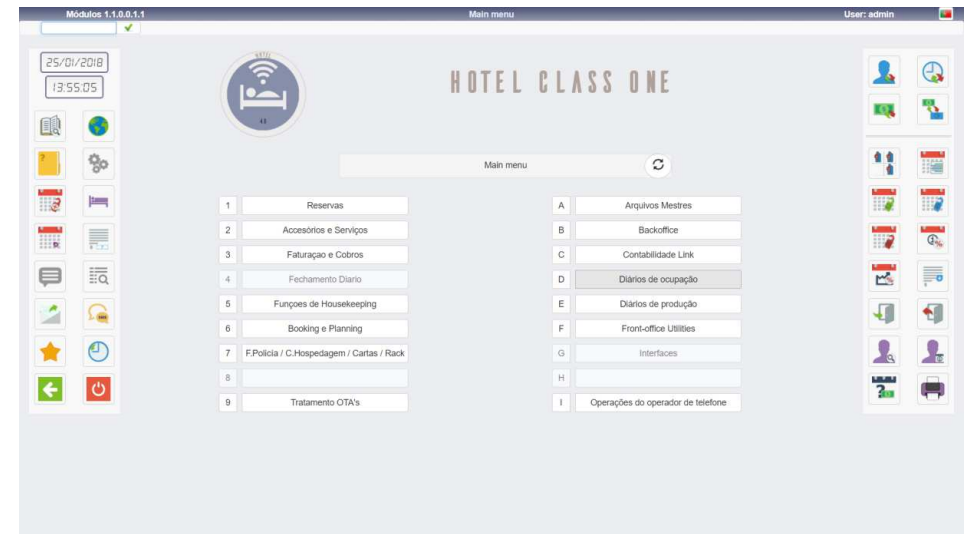 Módulos 1.1.0.0.1.1
Main menu
User: admin
25/01/2018
13:55:05
HOTEL
HOTEL CLASS ONE
Main menu
1 Reservas
2 Accesórios e Serviços
3 Faturaçao e Cobros
4 Fechamento Diario
5 Funçoes de Housekeeping
6 Booking e Planning
7 F.Policia / C.Hospedagem / Cartas / Rack
8
9 Tratamento OTA's
A Arquivos Mestres
B Backoffice
C Contabilidade Link
D Diários de ocupação
E Diários de produção
F Front-office Utilities
G Interfaces
H
I Operações do operador de telefone